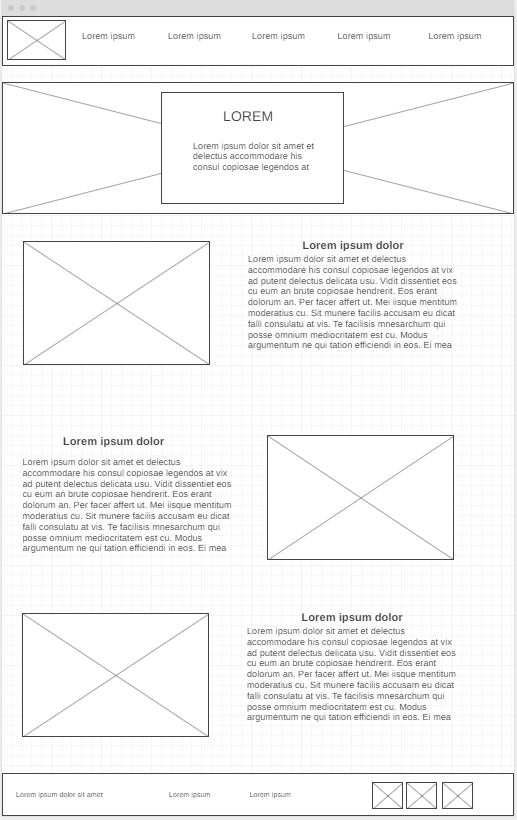 Lorem ipsum Lorem ipsum Lorem ipsum Lorem ipsum Lorem ipsum
LOREM
Lorem ipsum dolor sit amet et
delectus accommodare his
consul copiosae legendos at
Lorem ipsum dolor
Lorem ipsum dolor sit amet et delectus
accommodare his consul copiosae legendos at vix
ad putent delectus delicata usu. Vidit dissentiet eos
cu eum an brute copiosae hendrerit. Eos erant
dolorum an. Per facer affert ut. Mei iisque mentitum
moderatius cu. Sit munere facilis accusam eu dicat
falli consulatu at vis. Te facilisis mnesarchum qui
posse omnium mediocritatem est cu. Modus
argumentum ne qui tation efficiendi in eos. Ei mea
Lorem ipsum dolor
Lorem ipsum dolor sit amet et delectus
accommodare his consul copiosae legendos at vix
ad putent delectus delicata usu. Vidit dissentiet eos
cu eum an brute copiosae hendrerit. Eos erant
dolorum an. Per facer affert ut. Mei iisque mentitum
moderatius cu. Sit munere facilis accusam eu dicat
falli consulatu at vis. Te facilisis mnesarchum qui
posse omnium mediocritatem est cu. Modus
argumentum ne qui tation efficiendi in eos. Ei mea
Lorem ipsum dolor
Lorem ipsum dolor sit amet et delectus
accommodare his consul copiosae legendos at vix
ad putent delectus delicata usu. Vidit dissentiet eos
cu eum an brute copiosae hendrerit. Eos erant
dolorum an. Per facer affert ut. Mei iisque mentitum
moderatius cu. Sit munere facilis accusam eu dicat
falli consulatu at vis. Te facilisis mnesarchum qui
posse omnium mediocritatem est cu. Modus
argumentum ne qui tation efficiendi in eos. Ei mea
Lorem ipsum dolor sit amet Lorem ipsum Lorem ipsum